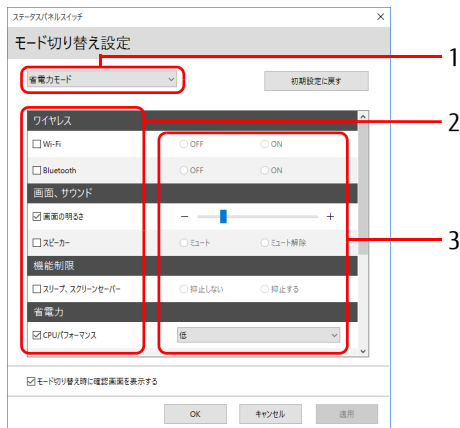 ステータスパネルスイッチ
モード切り替え設定
1
省電力モード
初期設定に戻す
ワイヤレス
2
Wi-Fi OFF ON
Bluetooth OFF ON
画面、サウンド
画面の明るさ − +
スピーカー ミュート ミュート解除
3
機能制限
スリープ、スクリーンセーバー 抑止しない 抑止する
省電力
CPUパフォーマンス 低
モード切り替え時に確認画面を表示する
OK キャンセル 適用